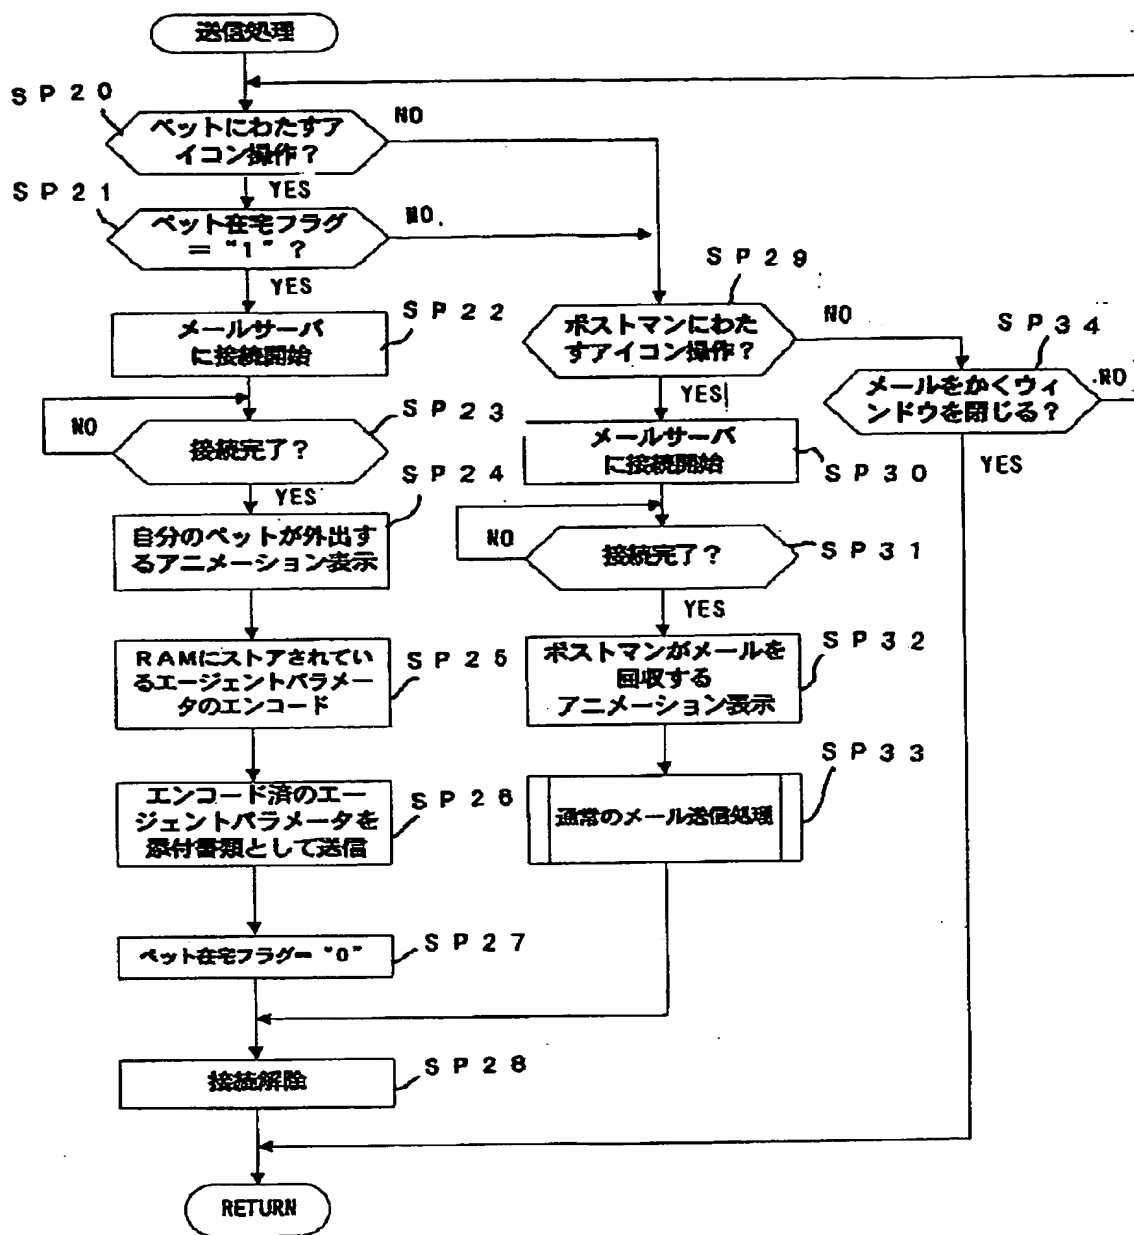 送信処理
SP20
ペットにわたすア
イコン操作？
NO
YES
SP21
ペット在宅フラグ
＝“1”？
NO
YES
SP22
メールサーバ
に接続開始
SP23
接続完了？
NO
YES
SP24
自分のペットが外出す
るアニメーション表示
SP25
RAMにストアされてい
るエージェントパラメー
タのエンコード
SP26
エンコード済のエー
ジェントパラメータを
添付書類として送信
SP27
ペット在宅フラグ＝“0”
SP28
接続解除
RETURN
SP29
ポストマンにわた
すアイコン操作？
NO
YES
SP30
メールサーバ
に接続開始
SP31
接続完了？
NO
YES
SP32
ポストマンがメールを
回収する
アニメーション表示
SP33
通常のメール送信処理
SP34
メールをかくウィ
ンドウを閉じる？
NO
YES